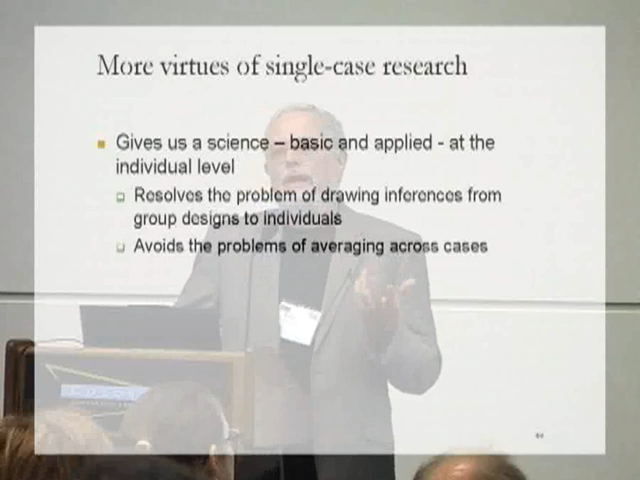 More virtues of single-case research
Gives us a science – basic and applied - at the
individual level
Resolves the problem of drawing inferences from
group designs to individuals
Avoids the problems of averaging across cases